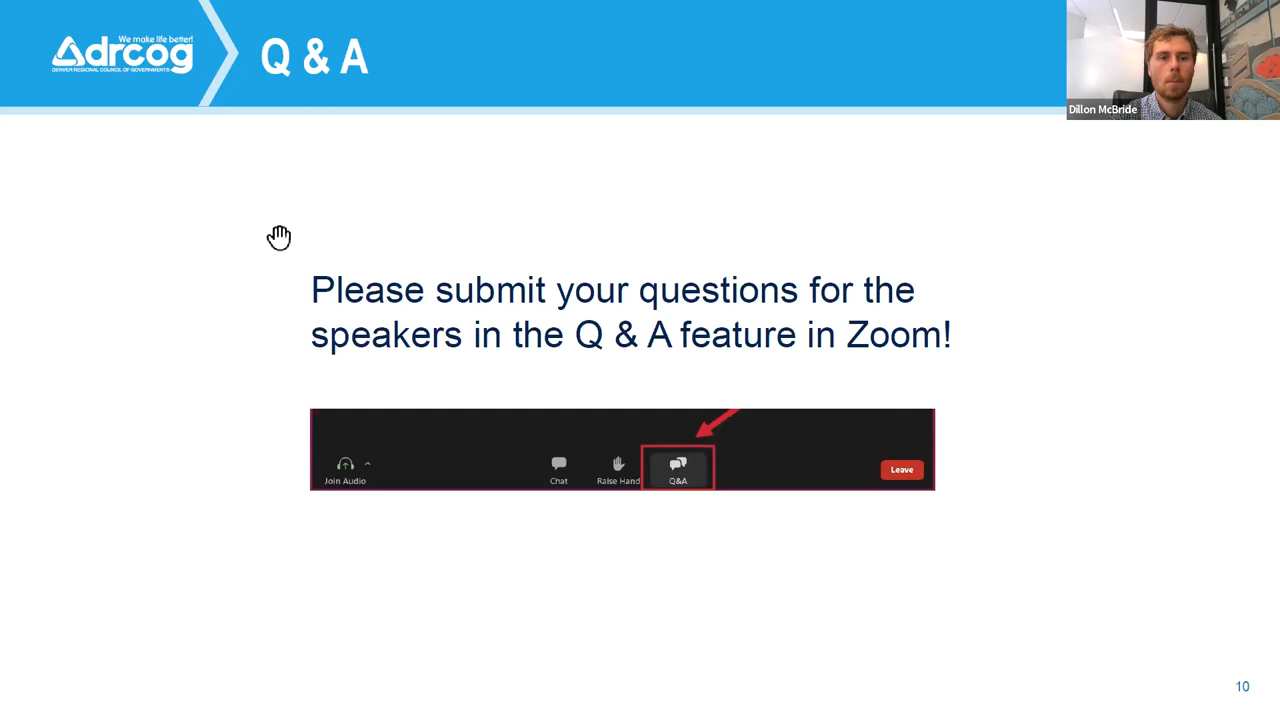 We make life better!
drcog
DENVER REGIONAL COUNCIL OF GOVERNMENTS
Q & A
Dillon McBride
Please submit your questions for the
speakers in the Q & A feature in Zoom!
Join Audio
Chat
Raise Hand
Q&A
Leave
10